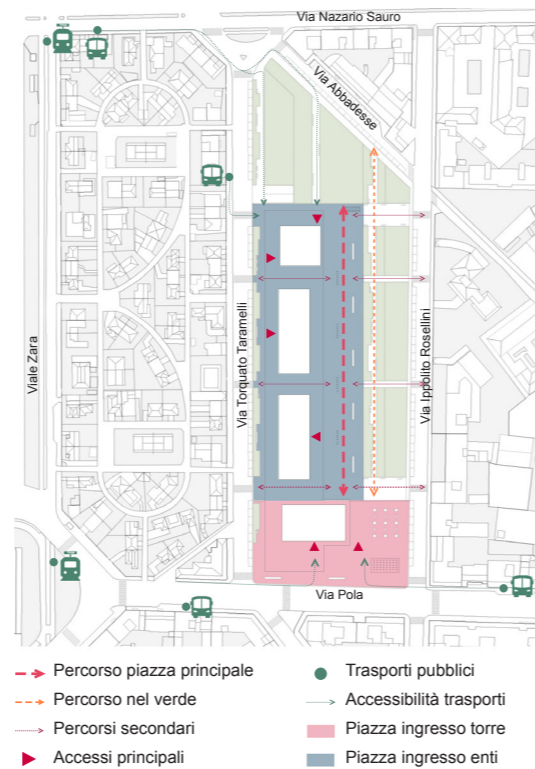 Via Nazario Sauro
Via Abbadesse
Viale Zara
Via Torquato Taramelli
Via Ippolito Rosellini
Via Pola
Percorso piazza principale
Percorso nel verde
Percorsi secondari
Accessi principali
Trasporti pubblici
Accessibilità trasporti
Piazza ingresso torre
Piazza ingresso enti